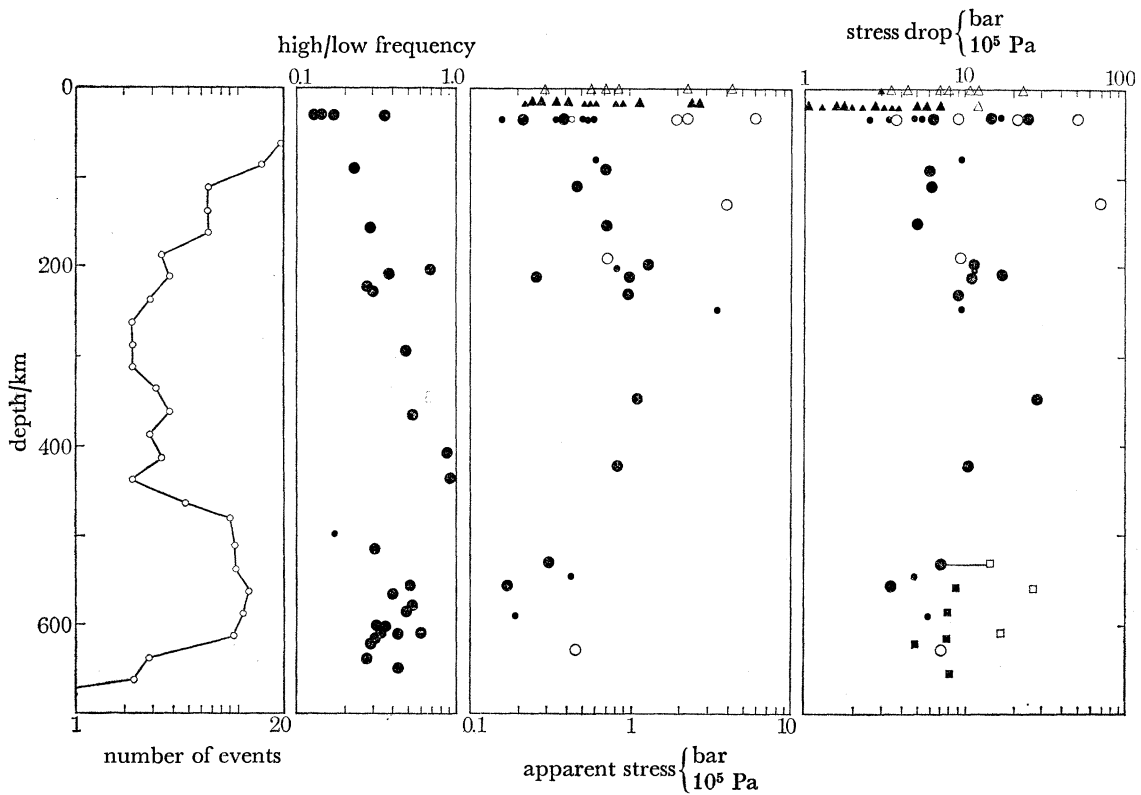 high/low frequency
stress drop { bar
10⁵ Pa
0.1 1.0
1 10 100
0
200
400
600
depth/km
1 20
0.1 1 10
number of events
apparent stress { bar
10⁵ Pa